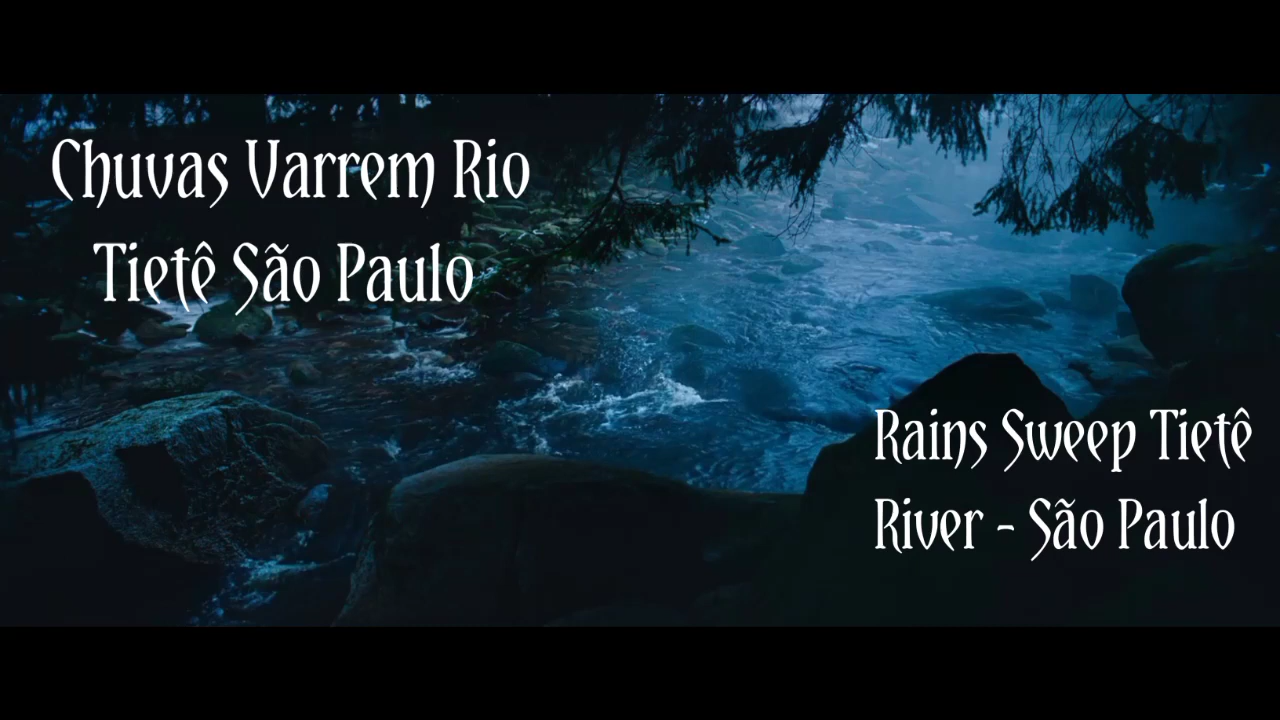 Chuvas Varrem Rio
Tietê São Paulo
Rains Sweep Tietê
River - São Paulo